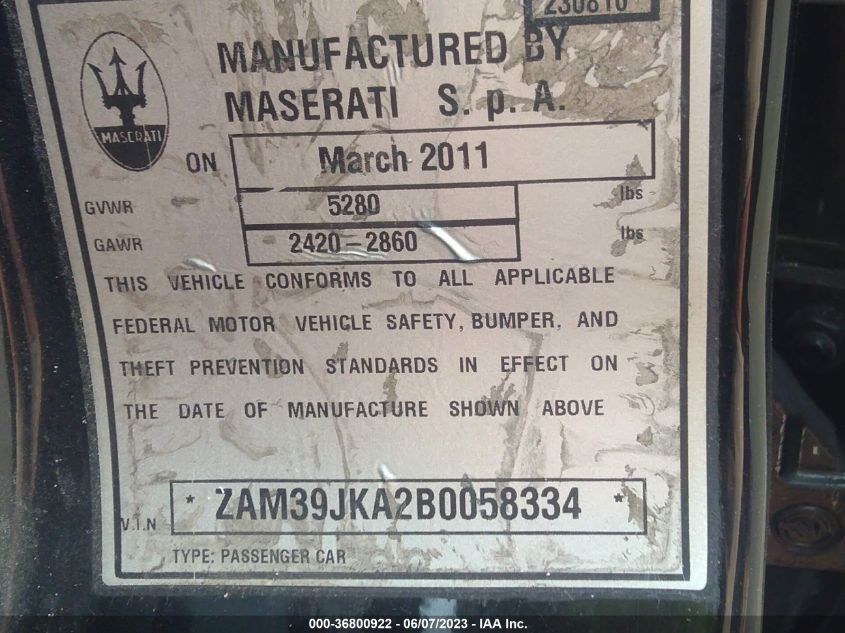 230810
MANUFACTURED BY
MASERATI S. p. A.
MASERATI
ON March 2011
GVWR 5280 lbs
GAWR 2420-2860 lbs
THIS VEHICLE CONFORMS TO ALL APPLICABLE
FEDERAL MOTOR VEHICLE SAFETY, BUMPER, AND
THEFT PREVENTION STANDARDS IN EFFECT ON
THE DATE OF MANUFACTURE SHOWN ABOVE
V.I.N * ZAM39JKA2B0058334 *
TYPE: PASSENGER CAR
000-36800922 - 06/07/2023 - IAA Inc.